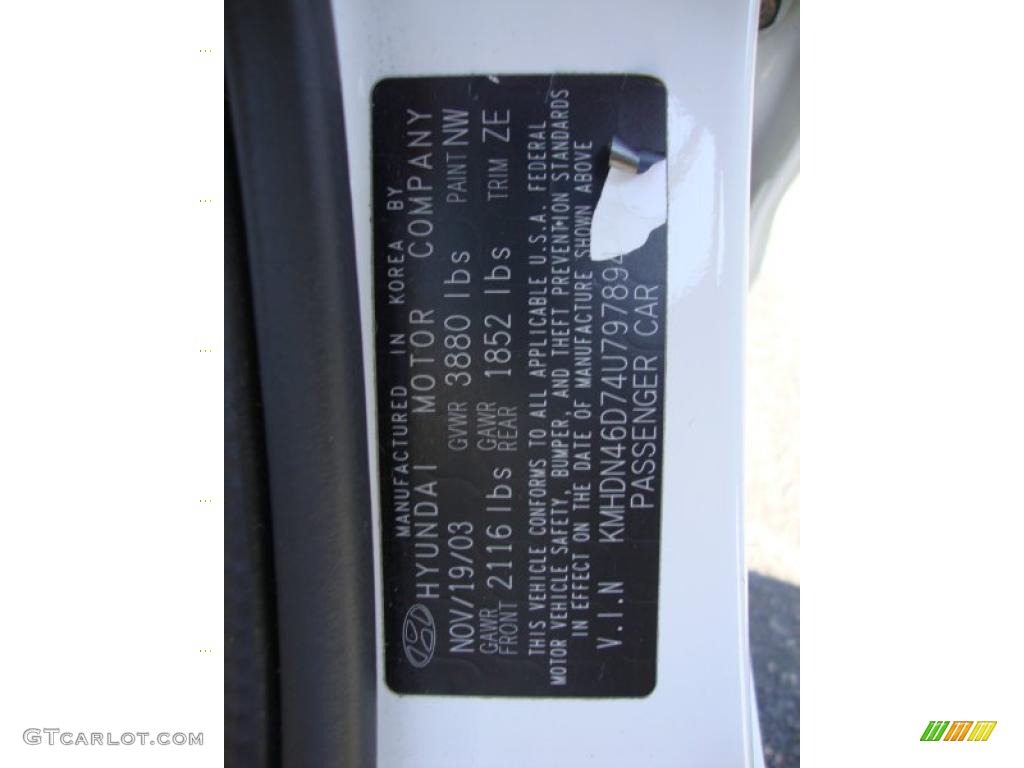 MANUFACTURED IN KOREA BY
HYUNDAI MOTOR COMPANY
NOV/19/03 GVWR 3880 lbs PAINT NW
GAWR FRONT 2116 lbs GAWR REAR 1852 lbs TRIM ZE
THIS VEHICLE CONFORMS TO ALL APPLICABLE U.S.A. FEDERAL
MOTOR VEHICLE SAFETY, BUMPER, AND THEFT PREVENTION STANDARDS
IN EFFECT ON THE DATE OF MANUFACTURE SHOWN ABOVE
V.I.N KMHDN46D74U797894
PASSENGER CAR
GTCARLOT.COM